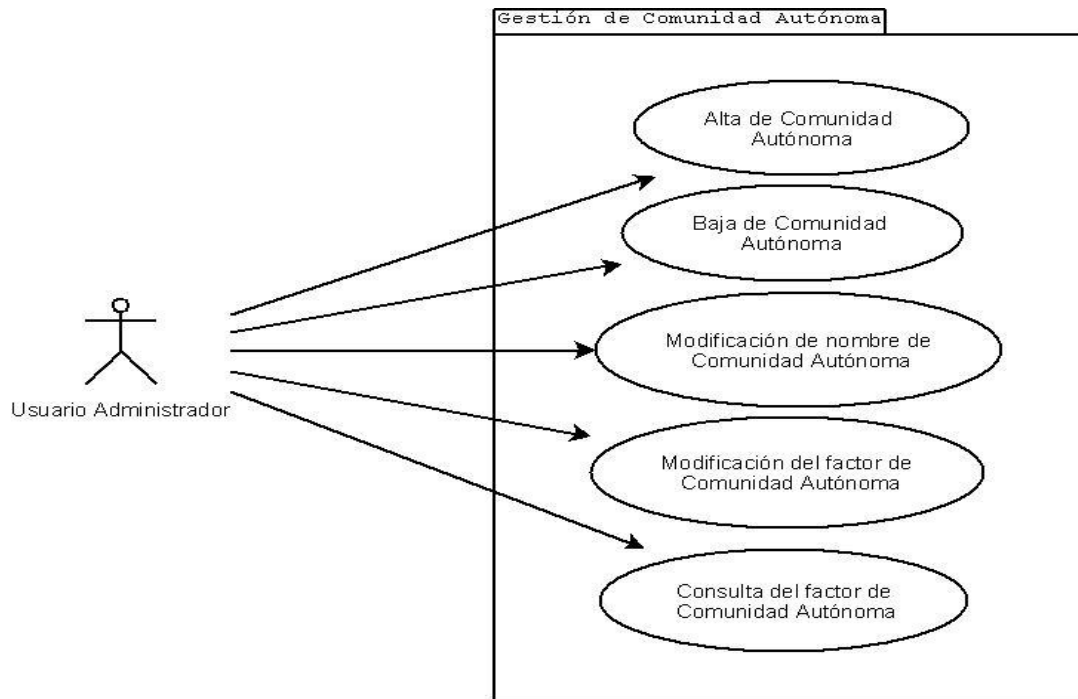 Gestión de Comunidad Autónoma
Alta de Comunidad
Autónoma
Baja de Comunidad
Autónoma
Modificación de nombre de
Comunidad Autónoma
Usuario Administrador
Modificación del factor de
Comunidad Autónoma
Consulta del factor de
Comunidad Autónoma